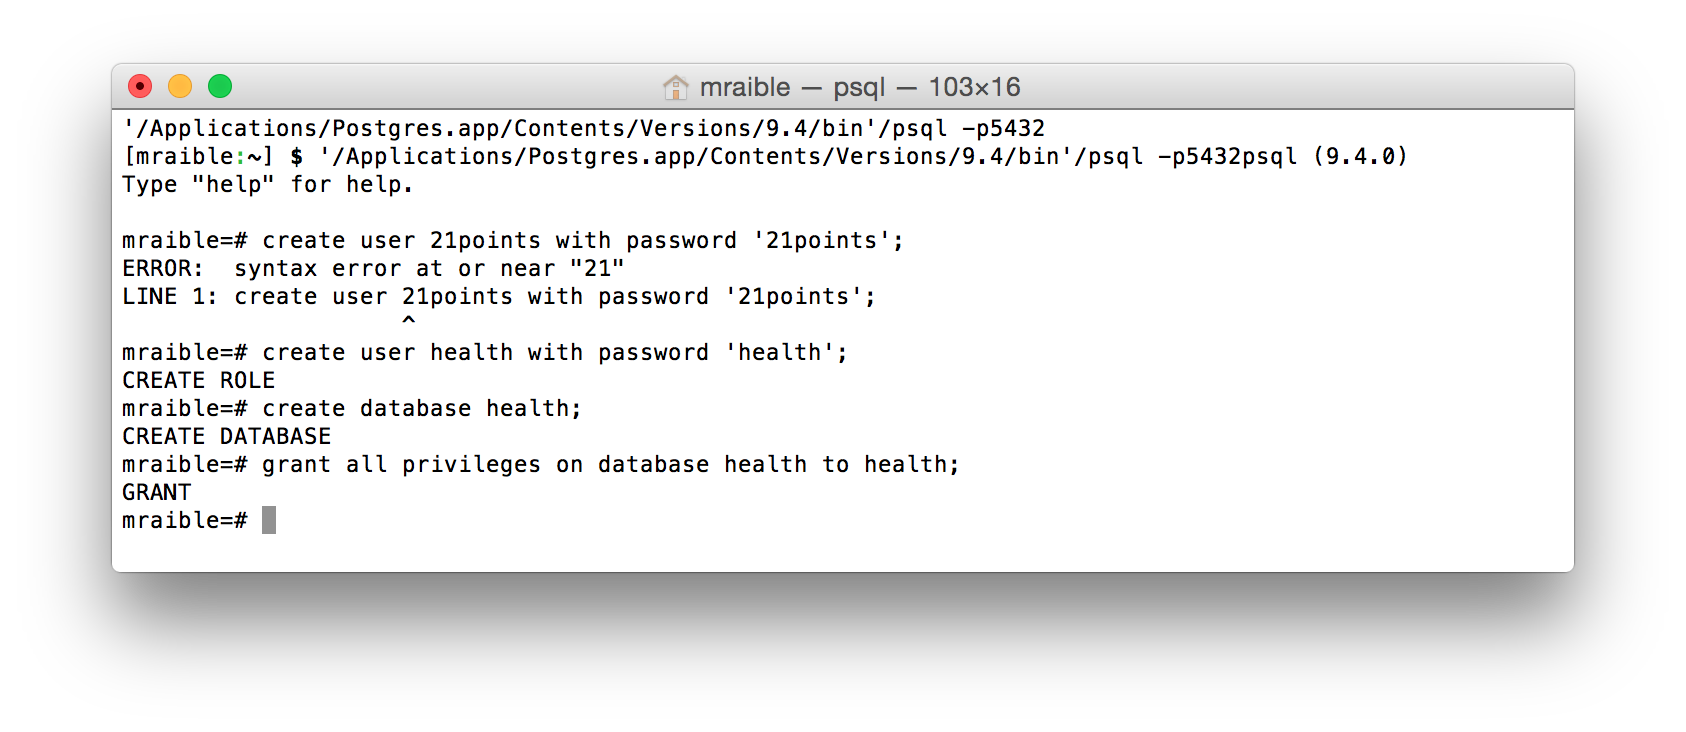 mraible — psql — 103×16
'/Applications/Postgres.app/Contents/Versions/9.4/bin'/psql -p5432
[mraible:~] $ '/Applications/Postgres.app/Contents/Versions/9.4/bin'/psql -p5432psql (9.4.0)
Type "help" for help.
mraible=# create user 21points with password '21points';
ERROR:  syntax error at or near "21"
LINE 1: create user 21points with password '21points';
^
mraible=# create user health with password 'health';
CREATE ROLE
mraible=# create database health;
CREATE DATABASE
mraible=# grant all privileges on database health to health;
GRANT
mraible=#